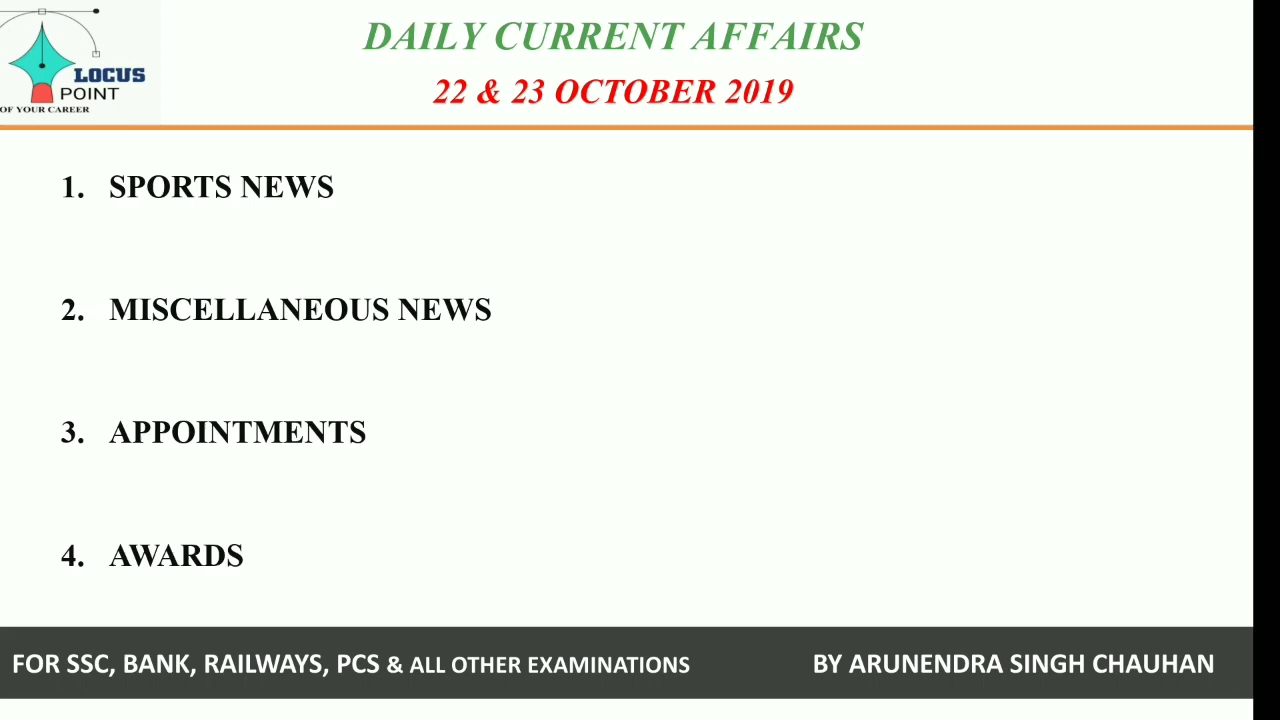 DAILY CURRENT AFFAIRS
22 & 23 OCTOBER 2019
LOCUS
POINT
OF YOUR CAREER
1. SPORTS NEWS
2. MISCELLANEOUS NEWS
3. APPOINTMENTS
4. AWARDS
FOR SSC, BANK, RAILWAYS, PCS & ALL OTHER EXAMINATIONS
BY ARUNENDRA SINGH CHAUHAN